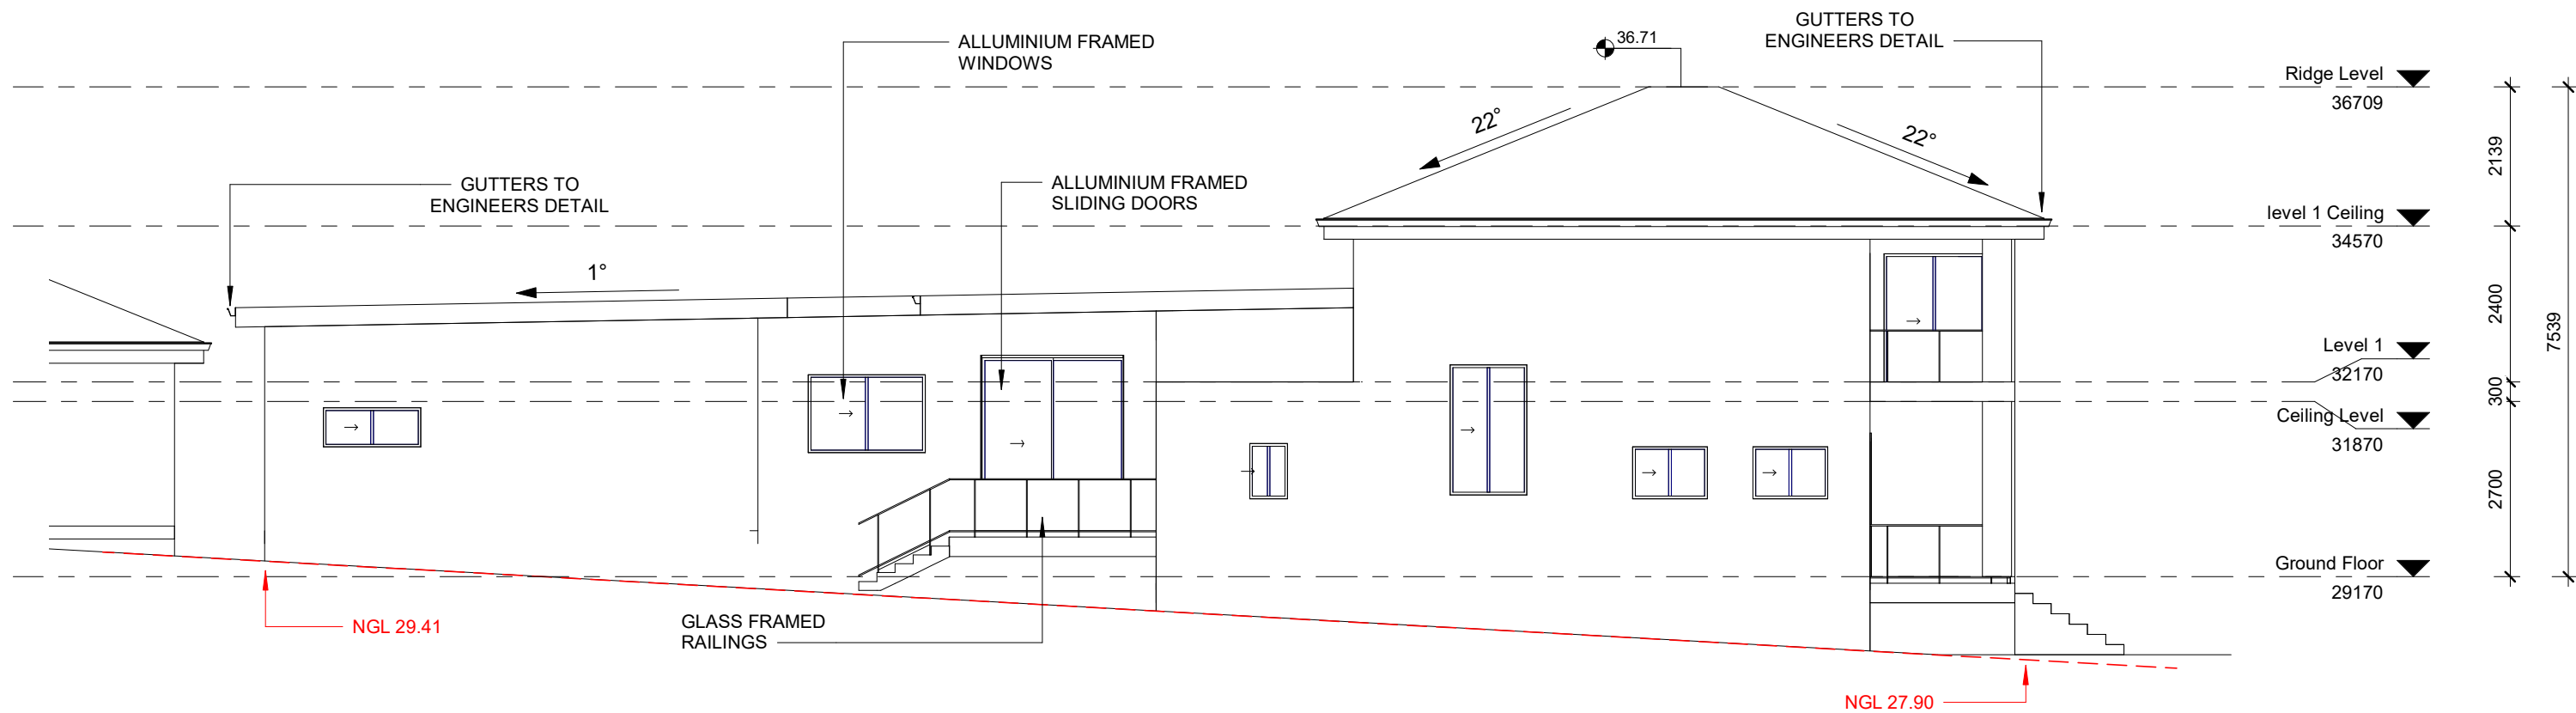 GUTTERS TO
ENGINEERS DETAIL
ALLUMINIUM FRAMED
WINDOWS
36.71
Ridge Level
36709
22°
22°
2139
ALLUMINIUM FRAMED
SLIDING DOORS
GUTTERS TO
ENGINEERS DETAIL
level 1 Ceiling
34570
1°
2400
7539
Level 1
32170
300
Ceiling Level
31870
2700
Ground Floor
29170
GLASS FRAMED
RAILINGS
NGL 29.41
NGL 27.90